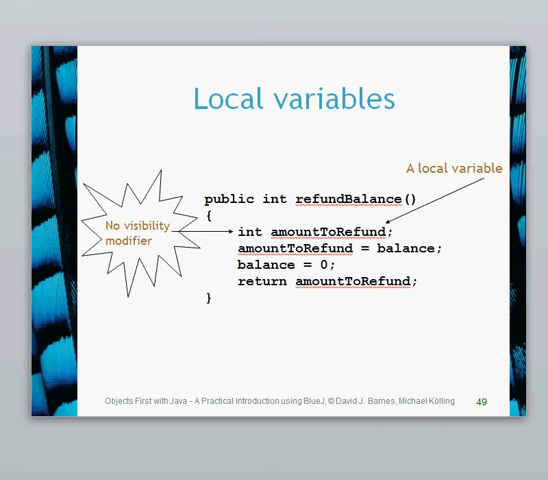 Local variables
A local variable
public int refundBalance()
{
No visibility
modifier
int amountToRefund;
amountToRefund = balance;
balance = 0;
return amountToRefund;
}
Objects First with Java - A Practical Introduction using BlueJ, © David J. Barnes, Michael Kölling
49